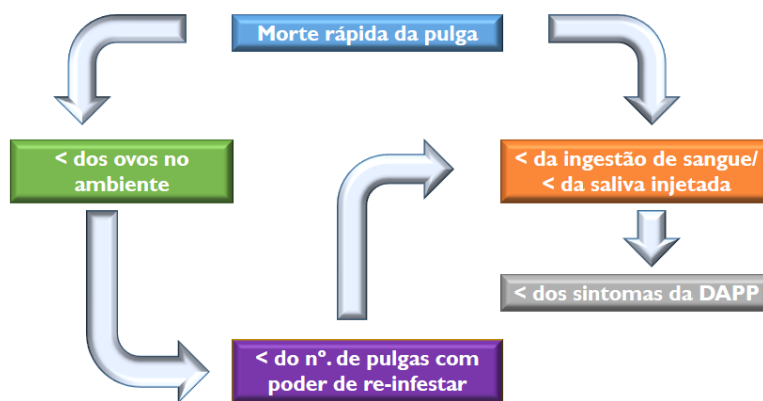 Morte rápida da pulga
< dos ovos no
ambiente
< da ingestão de sangue/
< da saliva injetada
< dos sintomas da DAPP
< do nº. de pulgas com
poder de re-infestar